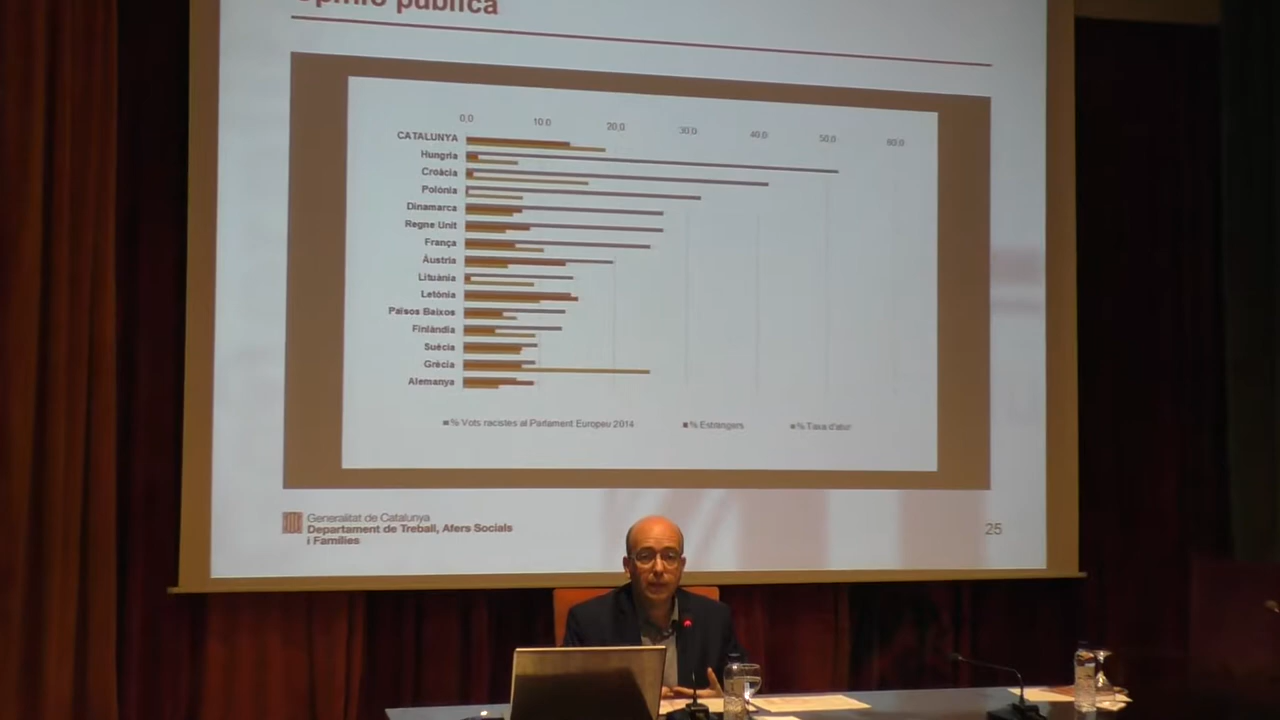 Opinió pública
0,0 10,0 20,0 30,0 40,0 50,0 60,0
CATALUNYA
Hungria
Croàcia
Polònia
Dinamarca
Regne Unit
França
Àustria
Lituània
Letònia
Països Baixos
Finlàndia
Suècia
Grècia
Alemanya
% Vots racistes al Parlament Europeu 2014 % Estrangers % Taxa d'atur
Generalitat de Catalunya
Departament de Treball, Afers Socials
i Famílies
25